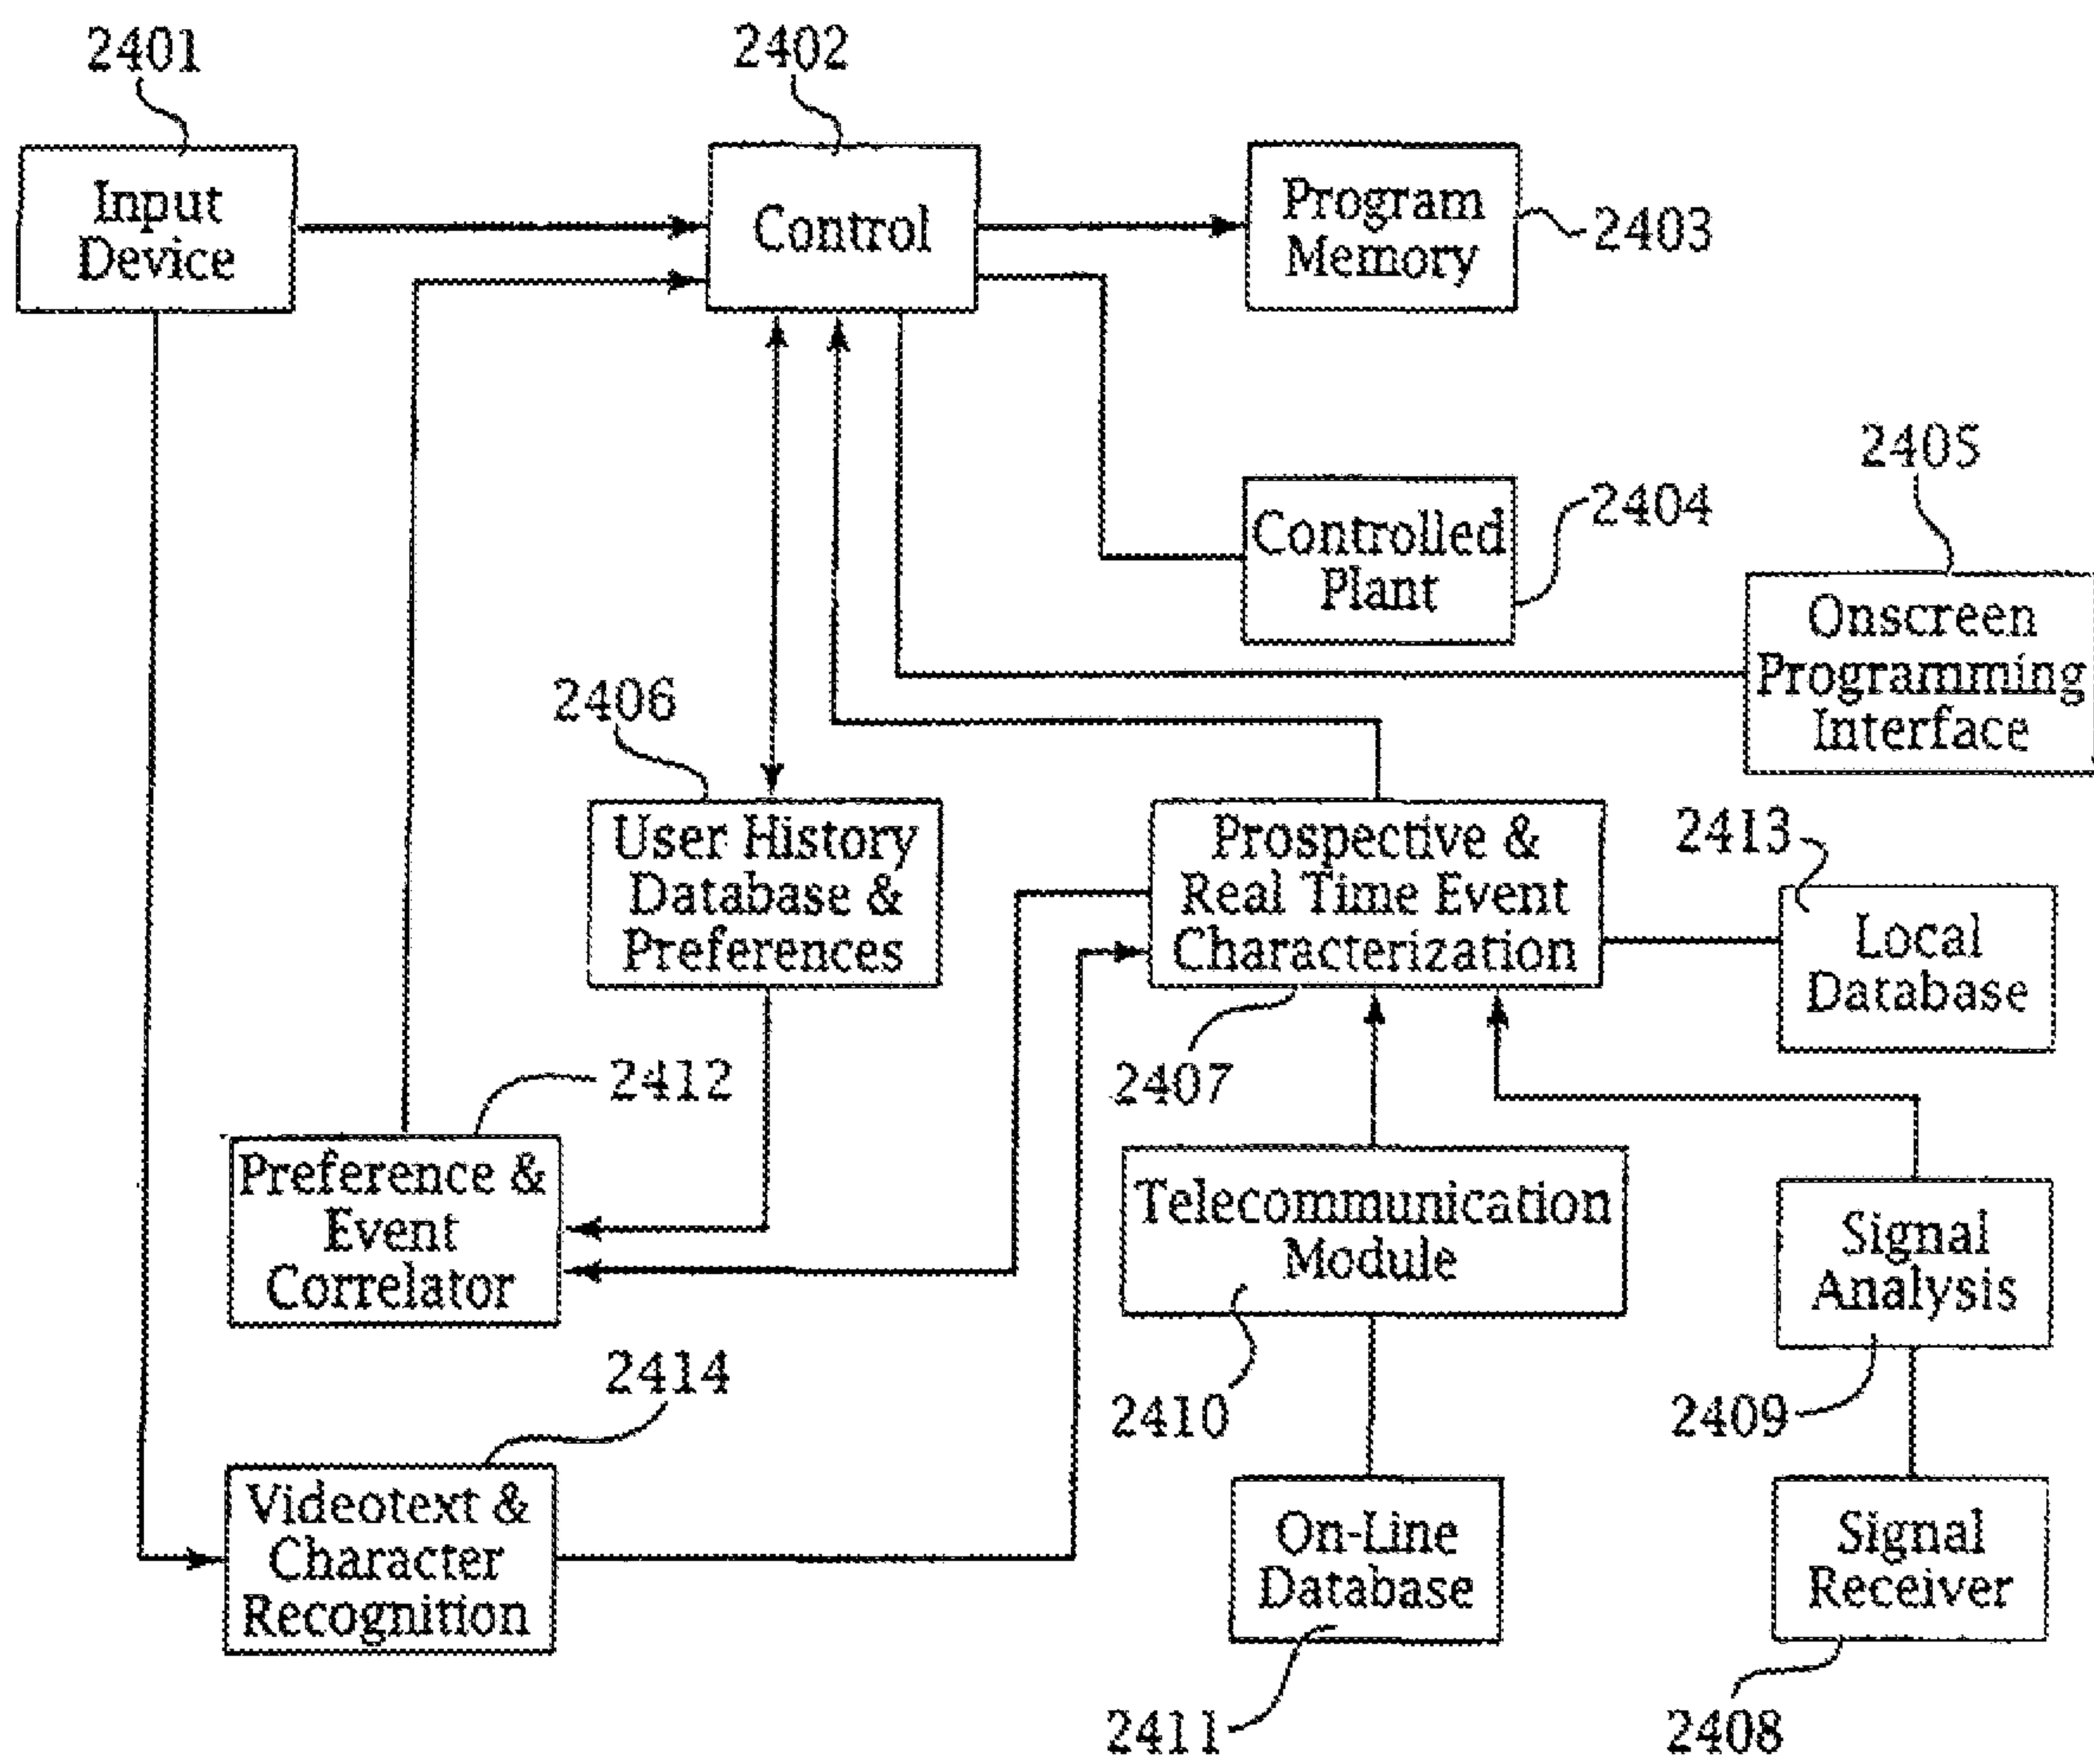 2401
2402
Input
Device
Control
Program
Memory
2403
2405
2404
Controlled
Plant
Onscreen
Programming
Interface
2406
User History
Database &
Preferences
Prospective &
Real Time Event
Characterization
2413
Local
Database
2412
2407
Preference &
Event
Correlator
Telecommunication
Module
Signal
Analysis
2414
2410
2409
Videotext &
Character
Recognition
On-Line
Database
Signal
Receiver
2411
2408